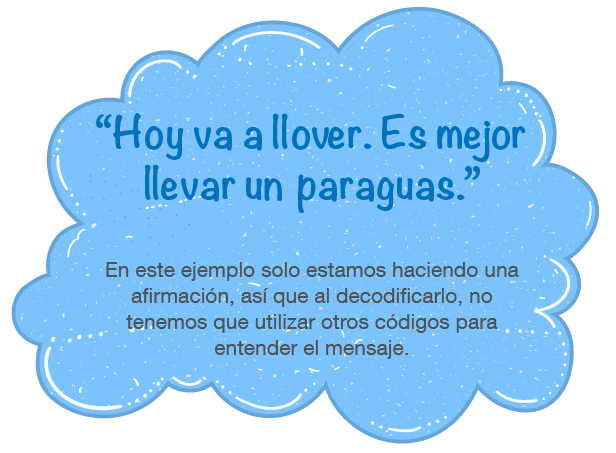 “Hoy va a llover. Es mejor
llevar un paraguas.”
En este ejemplo solo estamos haciendo una
afirmación, así que al decodificarlo, no
tenemos que utilizar otros códigos para
entender el mensaje.